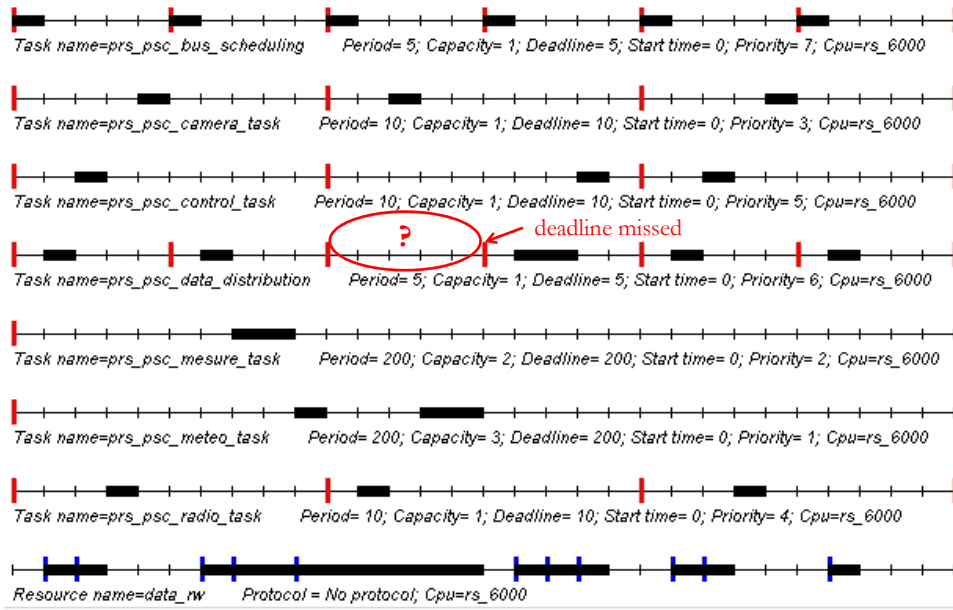 Task name=prs_psc_bus_scheduling Period= 5; Capacity= 1; Deadline= 5; Start time= 0; Priority= 7; Cpu=rs_6000
Task name=prs_psc_camera_task Period= 10; Capacity= 1; Deadline= 10; Start time= 0; Priority= 3; Cpu=rs_6000
Task name=prs_psc_control_task Period= 10; Capacity= 1; Deadline= 10; Start time= 0; Priority= 5; Cpu=rs_6000
? deadline missed
Task name=prs_psc_data_distribution Period= 5; Capacity= 1; Deadline= 5; Start time= 0; Priority= 6; Cpu=rs_6000
Task name=prs_psc_mesure_task Period= 200; Capacity= 2; Deadline= 200; Start time= 0; Priority= 2; Cpu=rs_6000
Task name=prs_psc_meteo_task Period= 200; Capacity= 3; Deadline= 200; Start time= 0; Priority= 1; Cpu=rs_6000
Task name=prs_psc_radio_task Period= 10; Capacity= 1; Deadline= 10; Start time= 0; Priority= 4; Cpu=rs_6000
Resource name=data_rw Protocol = No protocol; Cpu=rs_6000